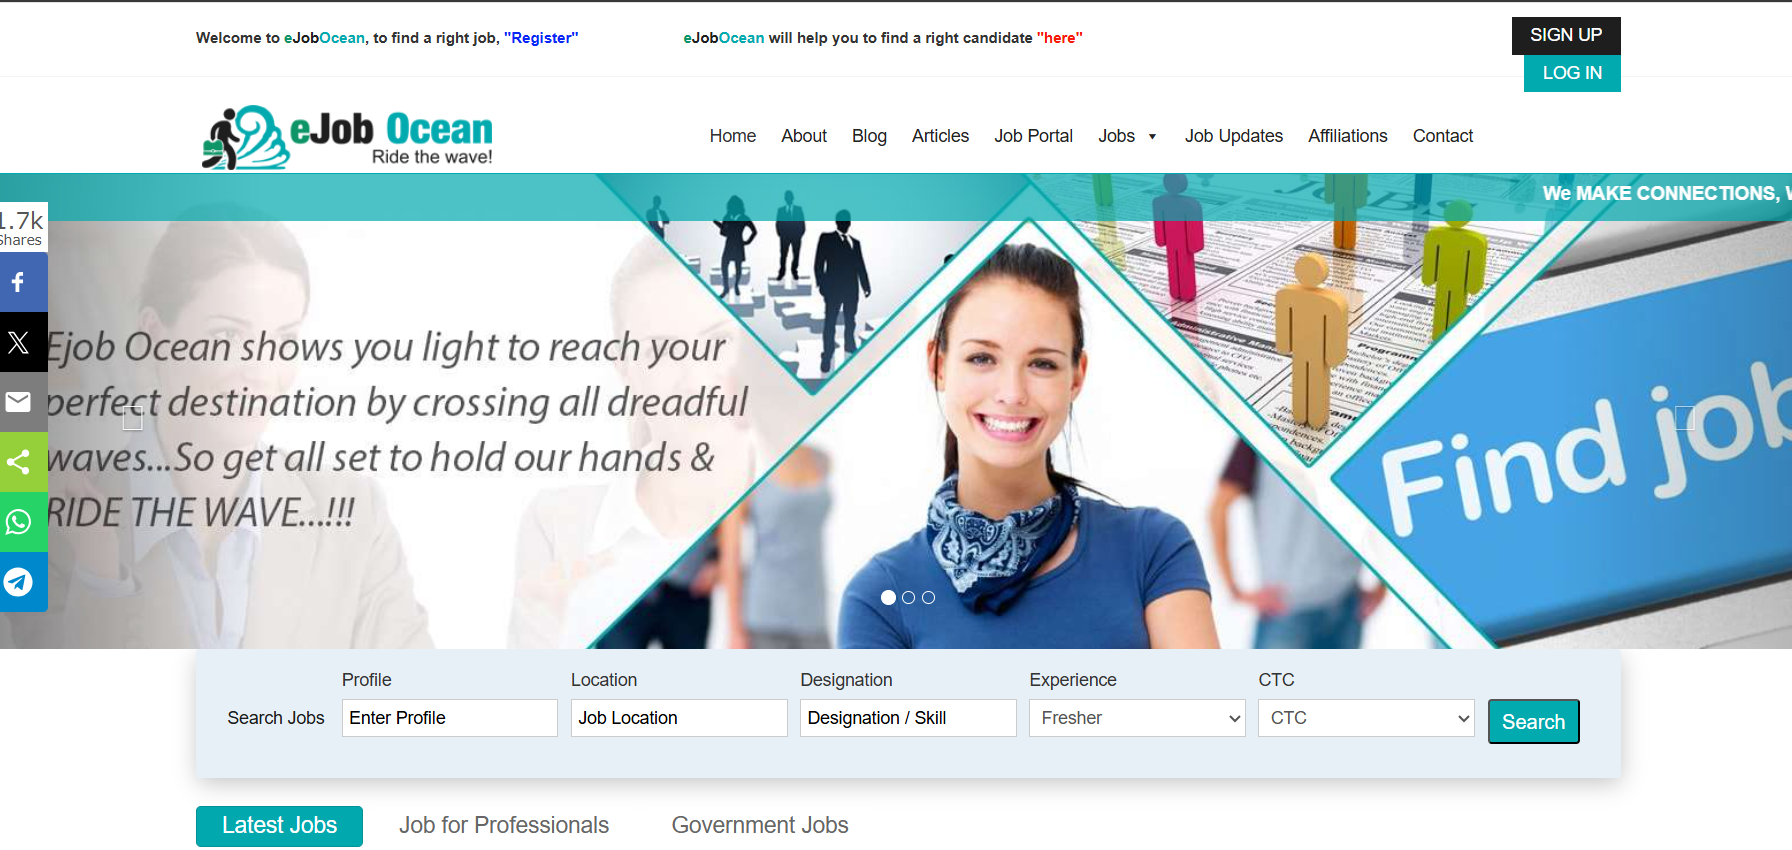 Welcome to eJobOcean, to find a right job, "Register"
eJobOcean will help you to find a right candidate "here"
SIGN UP
LOG IN
eJob Ocean
Ride the wave!
Home
About
Blog
Articles
Job Portal
Jobs
Job Updates
Affiliations
Contact
We MAKE CONNECTIONS,
1.7k
Shares
JOBS
Ejob Ocean shows you light to reach your
perfect destination by crossing all dreadful
waves...So get all set to hold our hands &
RIDE THE WAVE...!!!
Find job
Profile
Location
Designation
Experience
CTC
Search Jobs
Enter Profile
Job Location
Designation / Skill
Fresher
CTC
Search
Latest Jobs
Job for Professionals
Government Jobs